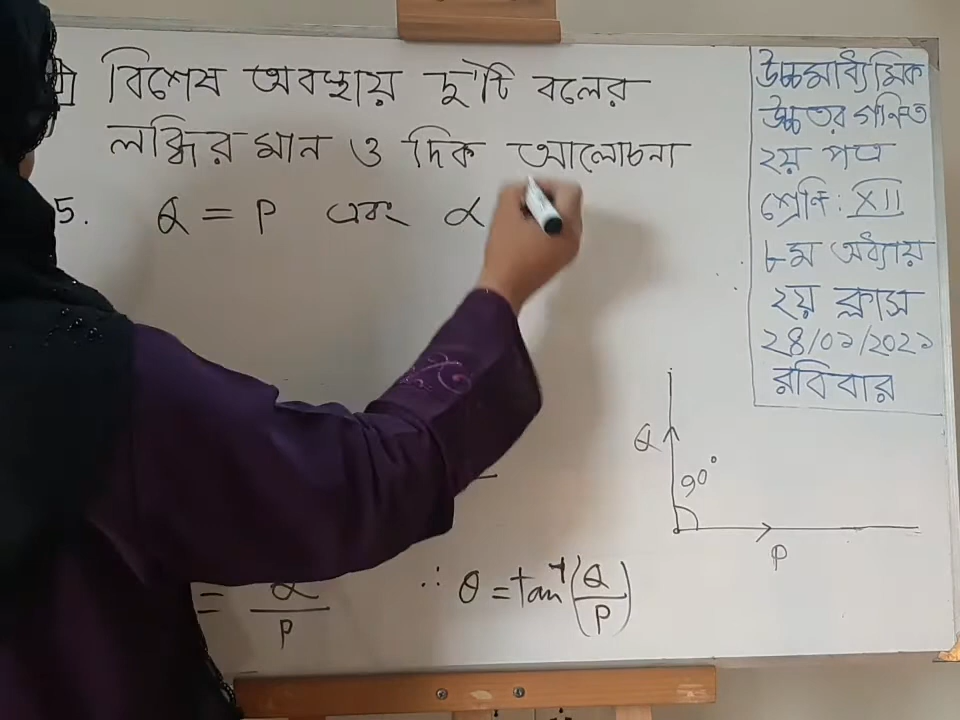 বিশেষ অবস্থায় দু'টি বলের
লব্ধির মান ও দিক আলোচনা
5. Q = P এবং α
= Q/P
∴ θ = tan⁻¹(Q/P)
Q
90°
P
উচ্চমাধ্যমিক
উচ্চতর গণিত
২য় পত্র
শ্রেণি: XII
৮ম অধ্যায়
২য় ক্লাস
২৪/০২/২০২১
রবিবার